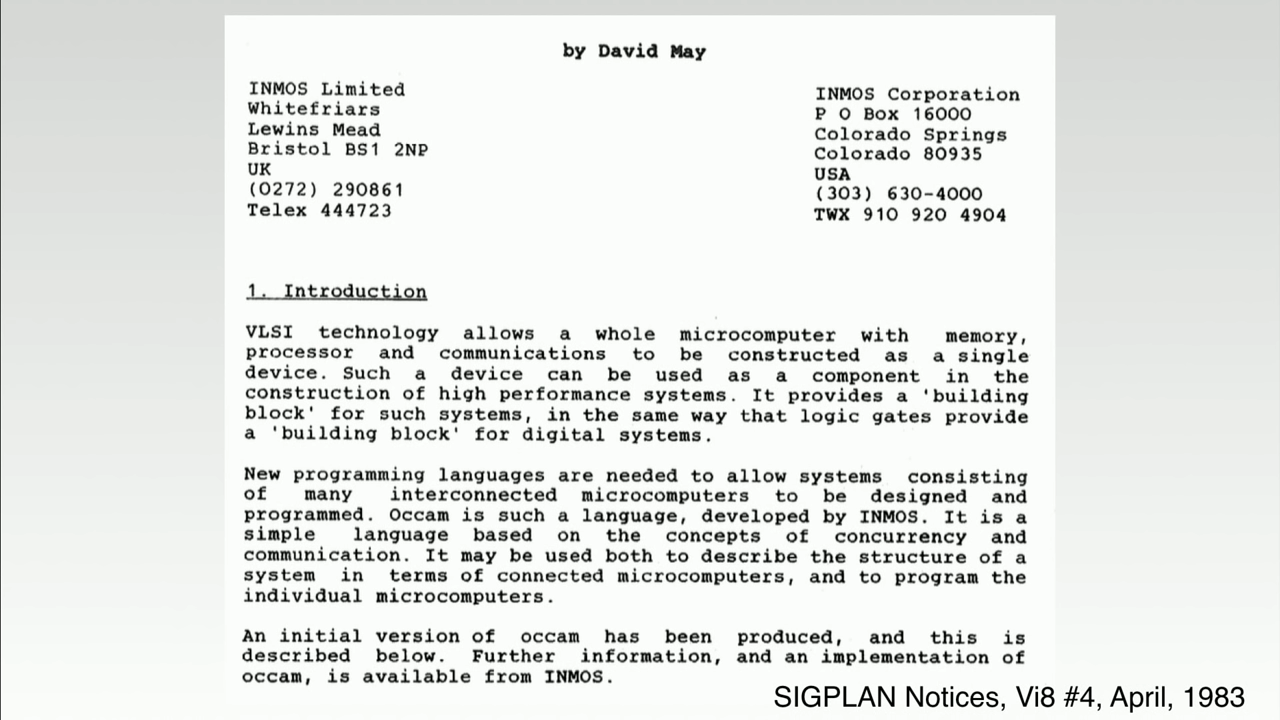 by David May
INMOS Limited
Whitefriars
Lewins Mead
Bristol BS1 2NP
UK
(0272) 290861
Telex 444723
INMOS Corporation
P O Box 16000
Colorado Springs
Colorado 80935
USA
(303) 630-4000
TWX 910 920 4904
1. Introduction
VLSI technology allows a whole microcomputer with memory,
processor and communications to be constructed as a single
device. Such a device can be used as a component in the
construction of high performance systems. It provides a 'building
block' for such systems, in the same way that logic gates provide
a 'building block' for digital systems.
New programming languages are needed to allow systems consisting
of many interconnected microcomputers to be designed and
programmed. Occam is such a language, developed by INMOS. It is a
simple language based on the concepts of concurrency and
communication. It may be used both to describe the structure of a
system in terms of connected microcomputers, and to program the
individual microcomputers.
An initial version of occam has been produced, and this is
described below. Further information, and an implementation of
occam, is available from INMOS.
SIGPLAN Notices, Vi8 #4, April, 1983